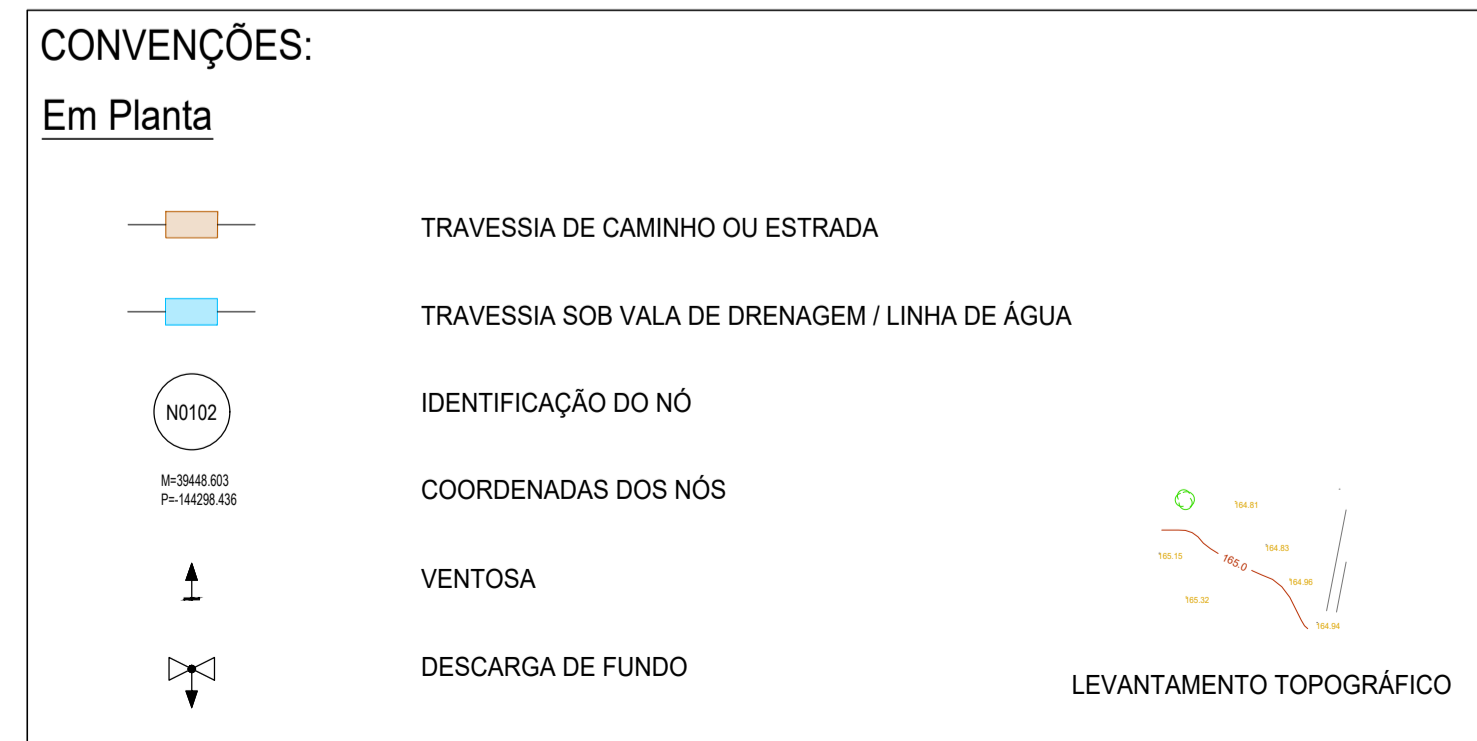 CONVENÇÕES:
Em Planta
TRAVESSIA DE CAMINHO OU ESTRADA
TRAVESSIA SOB VALA DE DRENAGEM / LINHA DE ÁGUA
N0102
IDENTIFICAÇÃO DO NÓ
M=39448.603
P=-144298.436
COORDENADAS DOS NÓS
VENTOSA
DESCARGA DE FUNDO
164.81
165.15
165.0
164.83
164.96
165.32
164.94
LEVANTAMENTO TOPOGRÁFICO